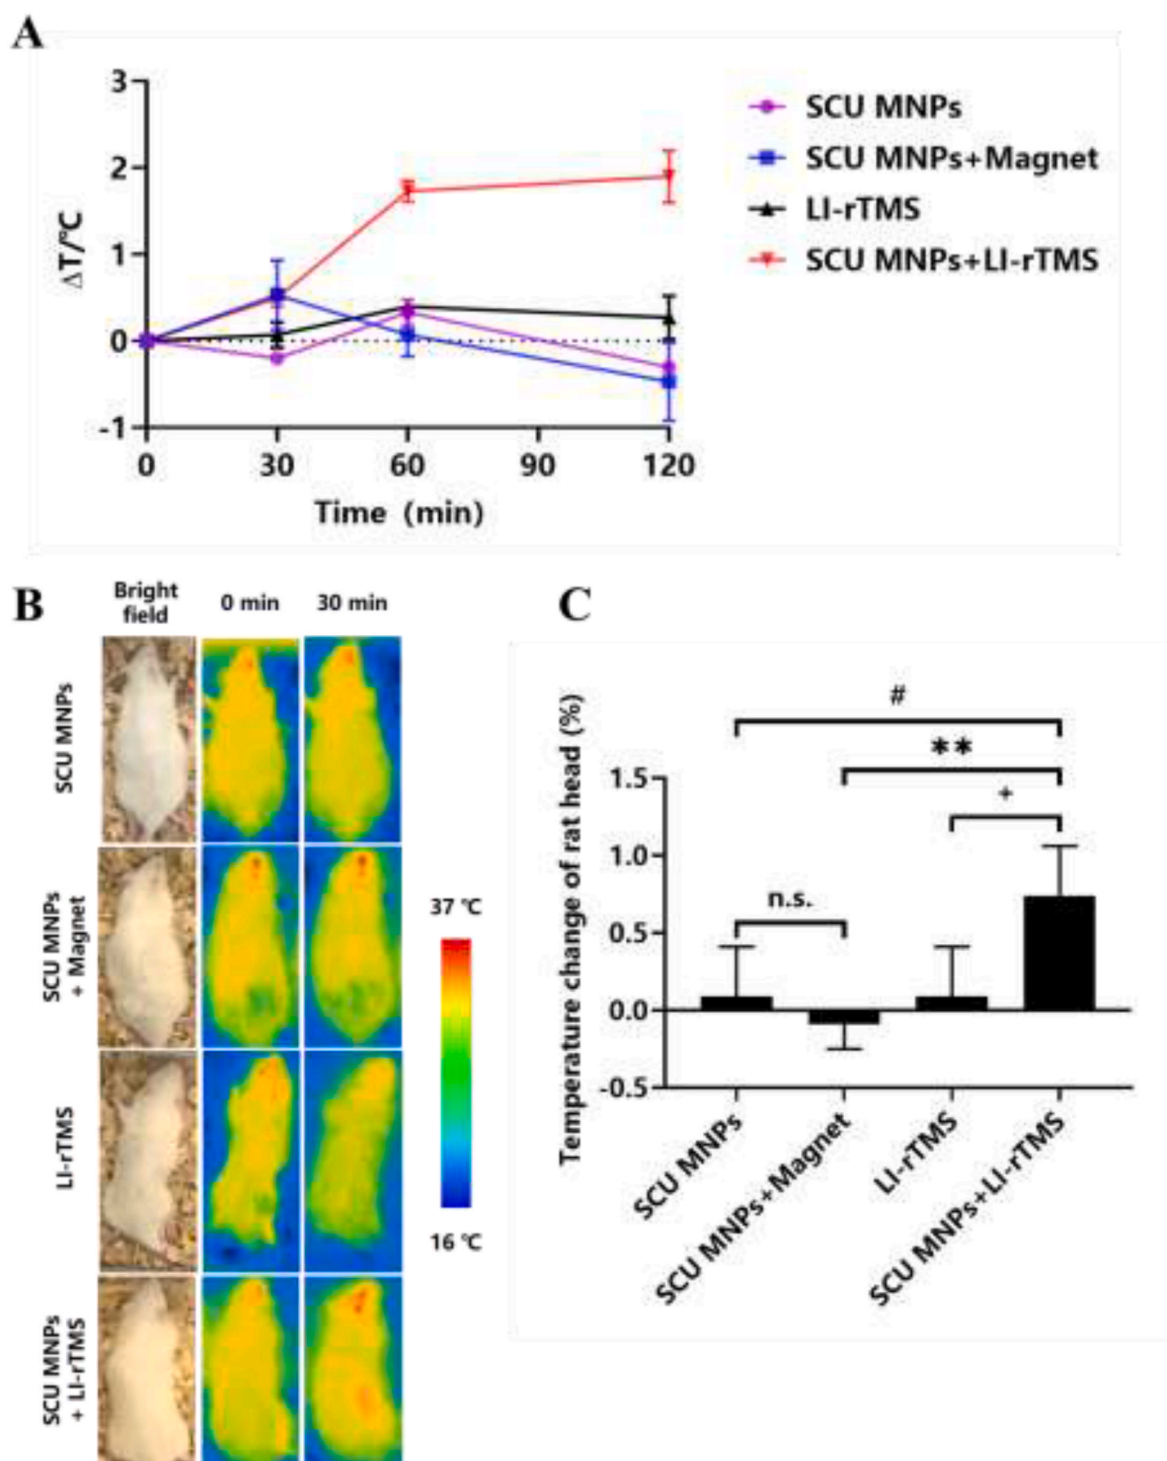 A
3
2
1
0
-1
ΔT/℃
0 30 60 90 120
Time (min)
SCU MNPs
SCU MNPs+Magnet
LI-rTMS
SCU MNPs+LI-rTMS
B
Bright
field
0 min
30 min
SCU MNPs
SCU MNPs
+ Magnet
LI-rTMS
SCU MNPs
+ LI-rTMS
37 ℃
16 ℃
C
Temperature change of rat head (%)
1.5
1.0
0.5
0.0
-0.5
#
**
+
n.s.
SCU MNPs
SCU MNPs+Magnet
LI-rTMS
SCU MNPs+LI-rTMS